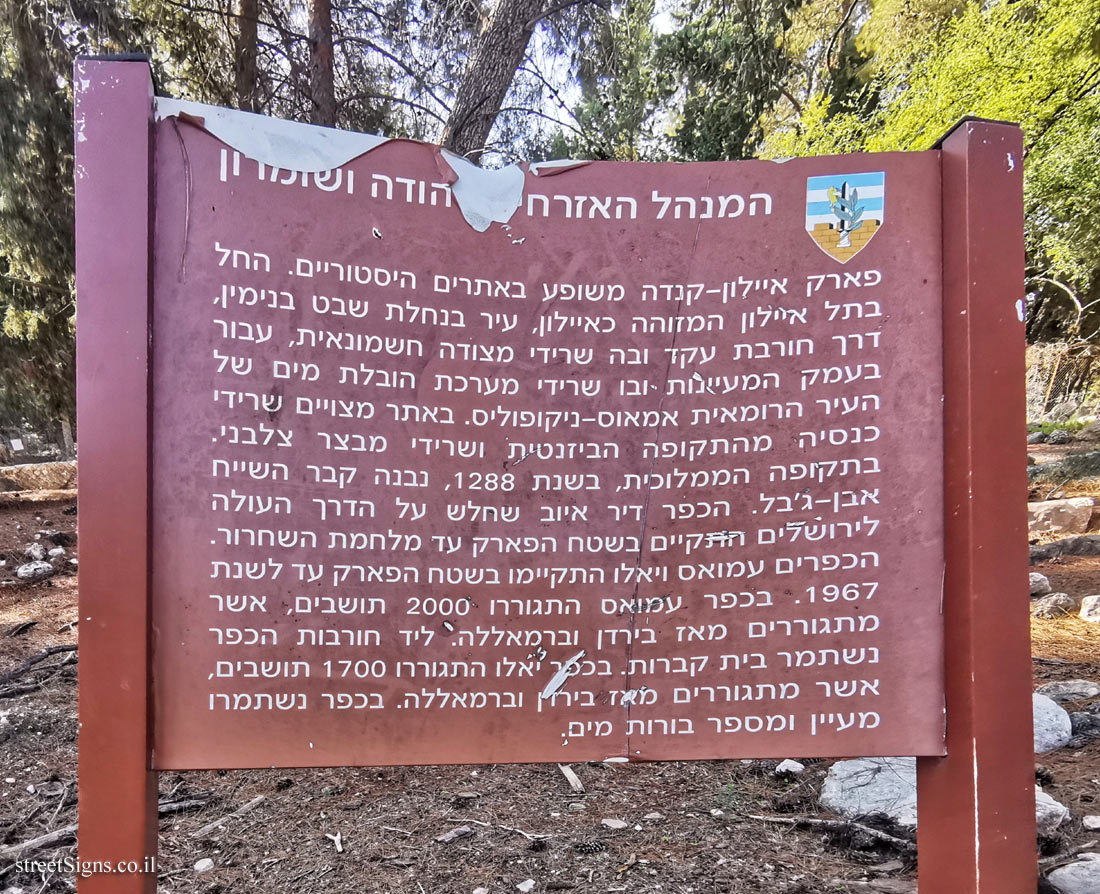 המנהל האזרחי הודה ושומרון
פארק איילון-קנדה משופע באתרים היסטוריים. החל
בתל איילון המזוהה כאיילון, עיר בנחלת שבט בנימין,
דרך חורבת עקד ובה שרידי מצודה חשמונאית, עבור
בעמק המעיינות ובו שרידי מערכת הובלת מים של
העיר הרומאית אמאוס-ניקופוליס. באתר מצויים שרידי
כנסיה מהתקופה הביזנטית ושרידי מבצר צלבני.
בתקופה הממלוכית, בשנת 1288, נבנה קבר השייח
אבן-ג'בל. הכפר דיר איוב שחלש על הדרך העולה
לירושלים התקיים בשטח הפארק עד מלחמת השחרור.
הכפרים עמואס ויאלו התקיימו בשטח הפארק עד לשנת
1967. בכפר עמואס התגוררו 2000 תושבים, אשר
מתגוררים מאז בירדן וברמאללה. ליד חורבות הכפר
נשתמר בית קברות. בכפר יאלו התגוררו 1700 תושבים,
אשר מתגוררים מאז בירדן וברמאללה. בכפר נשתמרו
מעיין ומספר בורות מים.
streetSigns.co.il